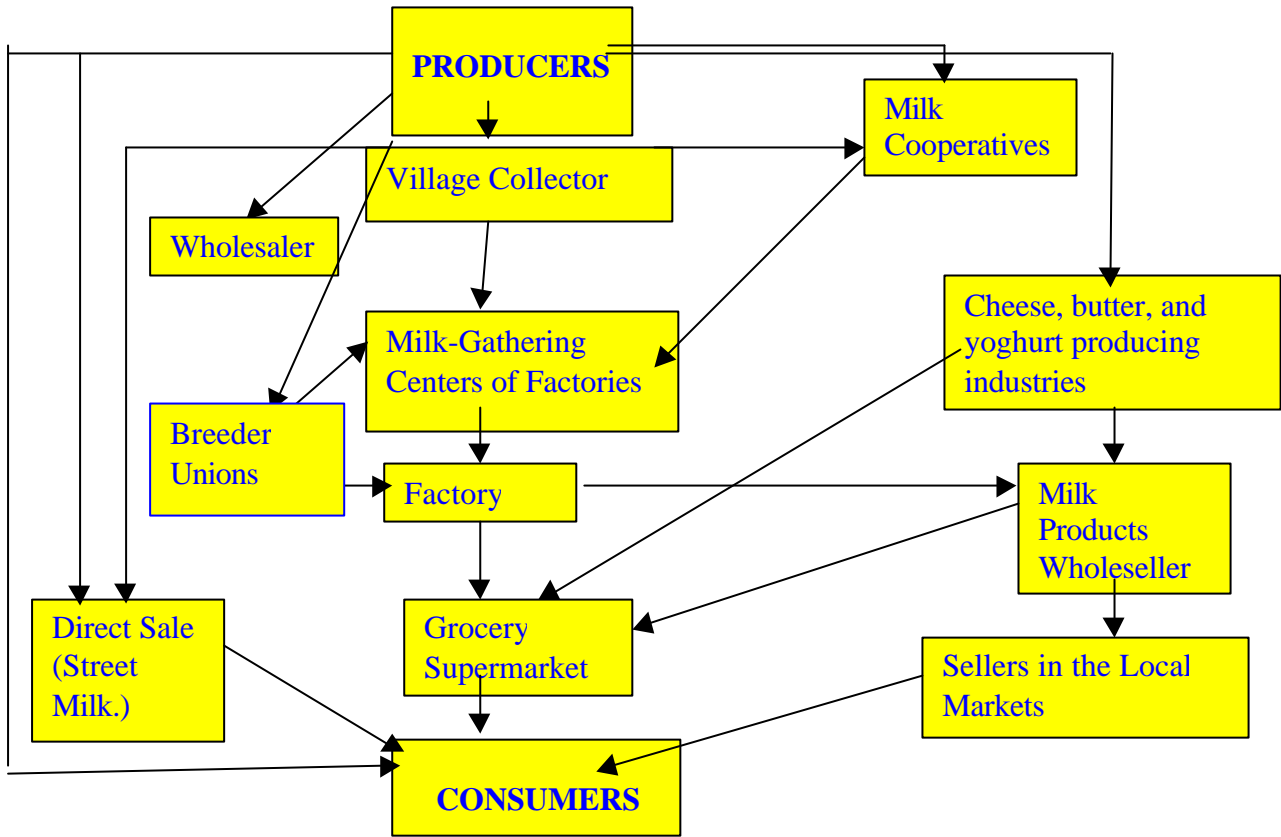 PRODUCERS
Milk
Cooperatives
Village Collector
Wholesaler
Milk-Gathering
Centers of Factories
Cheese, butter, and
yoghurt producing
industries
Breeder
Unions
Factory
Milk
Products
Wholeseller
Direct Sale
(Street
Milk.)
Grocery
Supermarket
Sellers in the Local
Markets
CONSUMERS